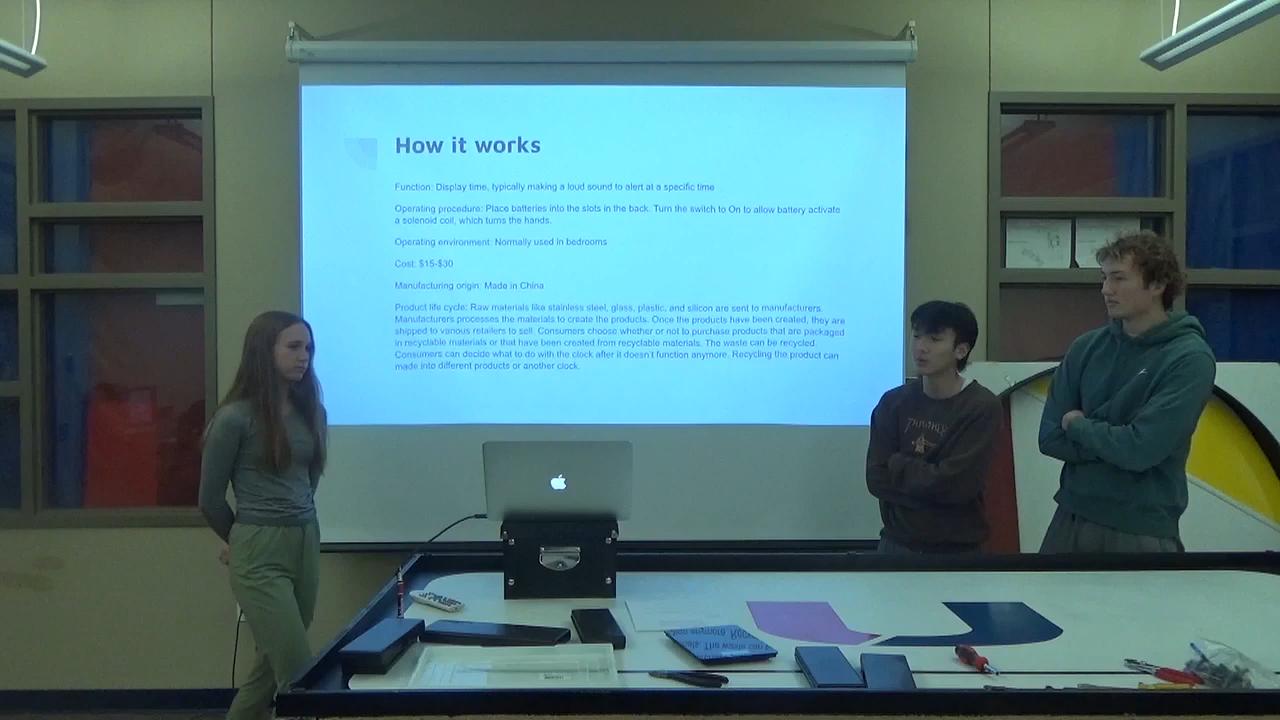 How it works
Function: Display time, typically making a loud sound to alert at a specific time
Operating procedure: Place batteries into the slots in the back. Turn the switch to On to allow battery activate
a solenoid coil, which turns the hands.
Operating environment: Normally used in bedrooms
Cost: $15-$30
Manufacturing origin: Made in China
Product life cycle: Raw materials like stainless steel, glass, plastic, and silicon are sent to manufacturers.
Manufacturers processes the materials to create the products. Once the products have been created, they are
shipped to various retailers to sell. Consumers choose whether or not to purchase products that are packaged
in recyclable materials or that have been created from recyclable materials. The waste can be recycled.
Consumers can decide what to do with the clock after it doesn't function anymore. Recycling the product can
made into different products or another clock.